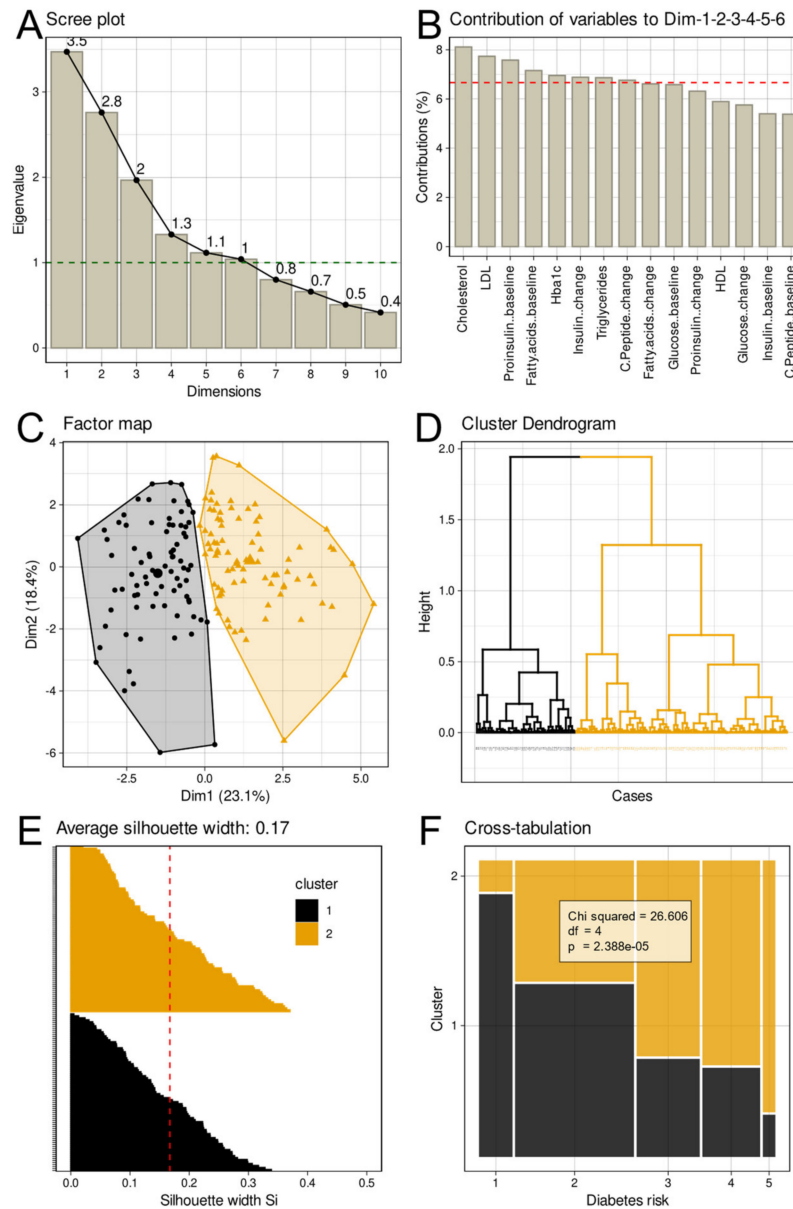 A Scree plot
Eigenvalue
3
2
1
0
3.5
2.8
2
1.3
1.1
1
0.8
0.7
0.5
0.4
1 2 3 4 5 6 7 8 9 10
Dimensions
B Contribution of variables to Dim-1-2-3-4-5-6
Contributions (%)
8
6
4
2
0
Cholesterol
LDL
Proinsulin..baseline
Fatty.acids..baseline
Hba1c
Insulin..change
Triglycerides
C.Peptide..change
Fatty.acids..change
Glucose..baseline
Proinsulin..change
HDL
Glucose..change
Insulin..baseline
C.Peptide..baseline
C Factor map
Dim2 (18.4%)
4
2
0
-2
-4
-6
-2.5 0.0 2.5 5.0
Dim1 (23.1%)
D Cluster Dendrogram
Height
2.0
1.5
1.0
0.5
0.0
Cases
E Average silhouette width: 0.17
cluster
1
2
0.0 0.1 0.2 0.3 0.4 0.5
Silhouette width Si
F Cross-tabulation
Cluster
2
1
Chi squared = 26.606
df = 4
p = 2.388e-05
1 2 3 4 5
Diabetes risk